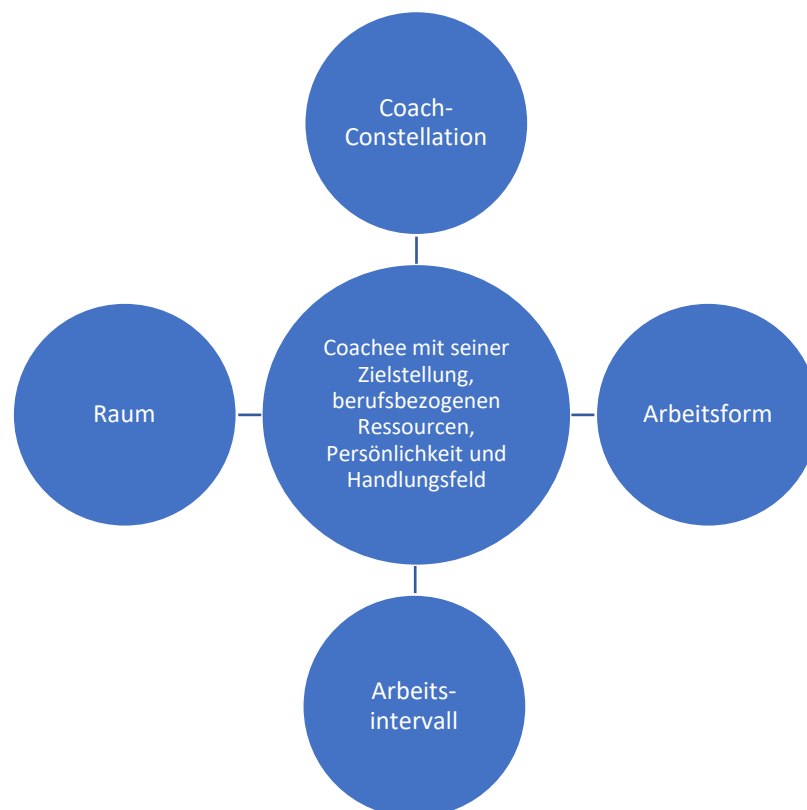 Coach-
Constellation
Coachee mit seiner
Zielstellung,
berufsbezogenen
Ressourcen,
Persönlichkeit und
Handlungsfeld
Raum
Arbeitsform
Arbeits-
intervall